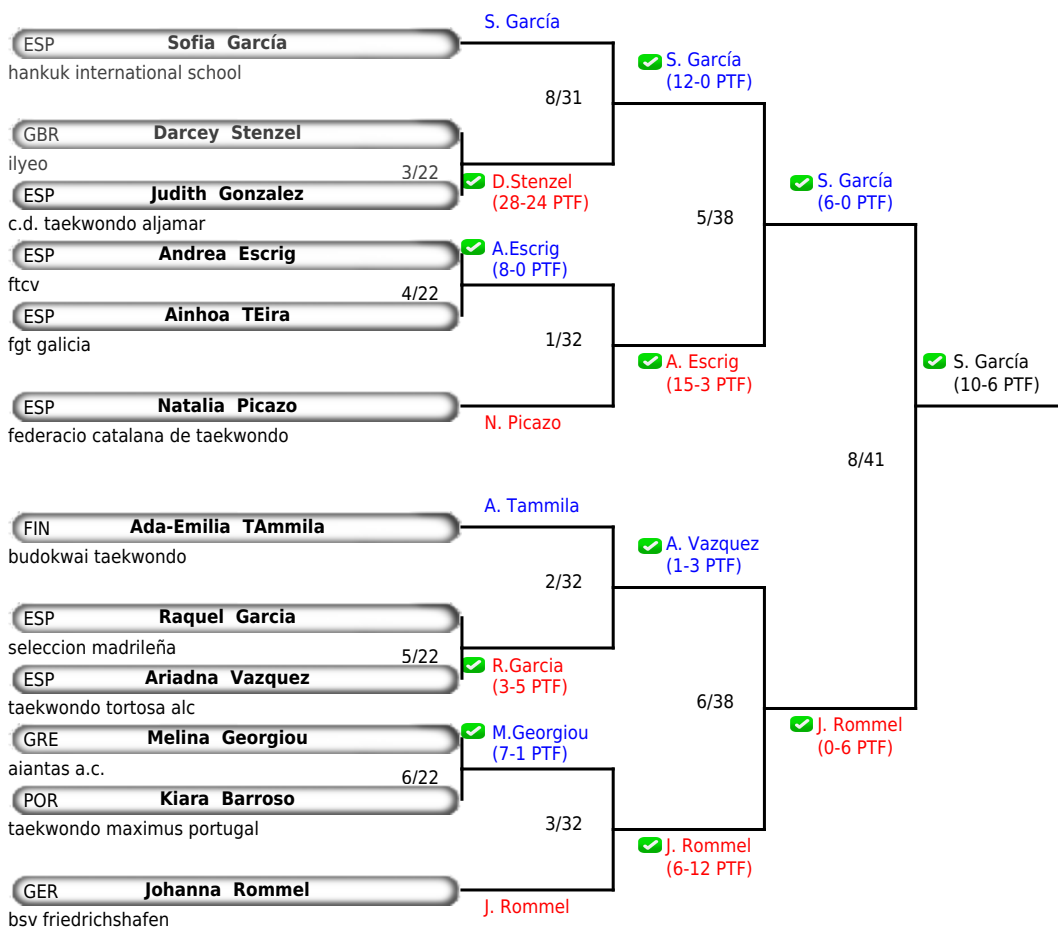 S. García
ESP Sofia García
hankuk international school
S. García
(12-0 PTF)
8/31
GBR Darcey Stenzel
ilyeo
3/22
D.Stenzel
(28-24 PTF)
ESP Judith Gonzalez
c.d. taekwondo aljamar
S. García
(6-0 PTF)
5/38
ESP Andrea Escrig
ftcv
A.Escrig
(8-0 PTF)
4/22
ESP Ainhoa TEira
fgt galicia
1/32
A. Escrig
(15-3 PTF)
S. García
(10-6 PTF)
ESP Natalia Picazo
federacio catalana de taekwondo
N. Picazo
8/41
A. Tammila
FIN Ada-Emilia TAmmila
budokwai taekwondo
A. Vazquez
(1-3 PTF)
2/32
ESP Raquel Garcia
seleccion madrileña
5/22
R.Garcia
(3-5 PTF)
ESP Ariadna Vazquez
taekwondo tortosa alc
6/38
GRE Melina Georgiou
aiantas a.c.
M.Georgiou
(7-1 PTF)
J. Rommel
(0-6 PTF)
6/22
POR Kiara Barroso
taekwondo maximus portugal
3/32
J. Rommel
(6-12 PTF)
GER Johanna Rommel
bsv friedrichshafen
J. Rommel